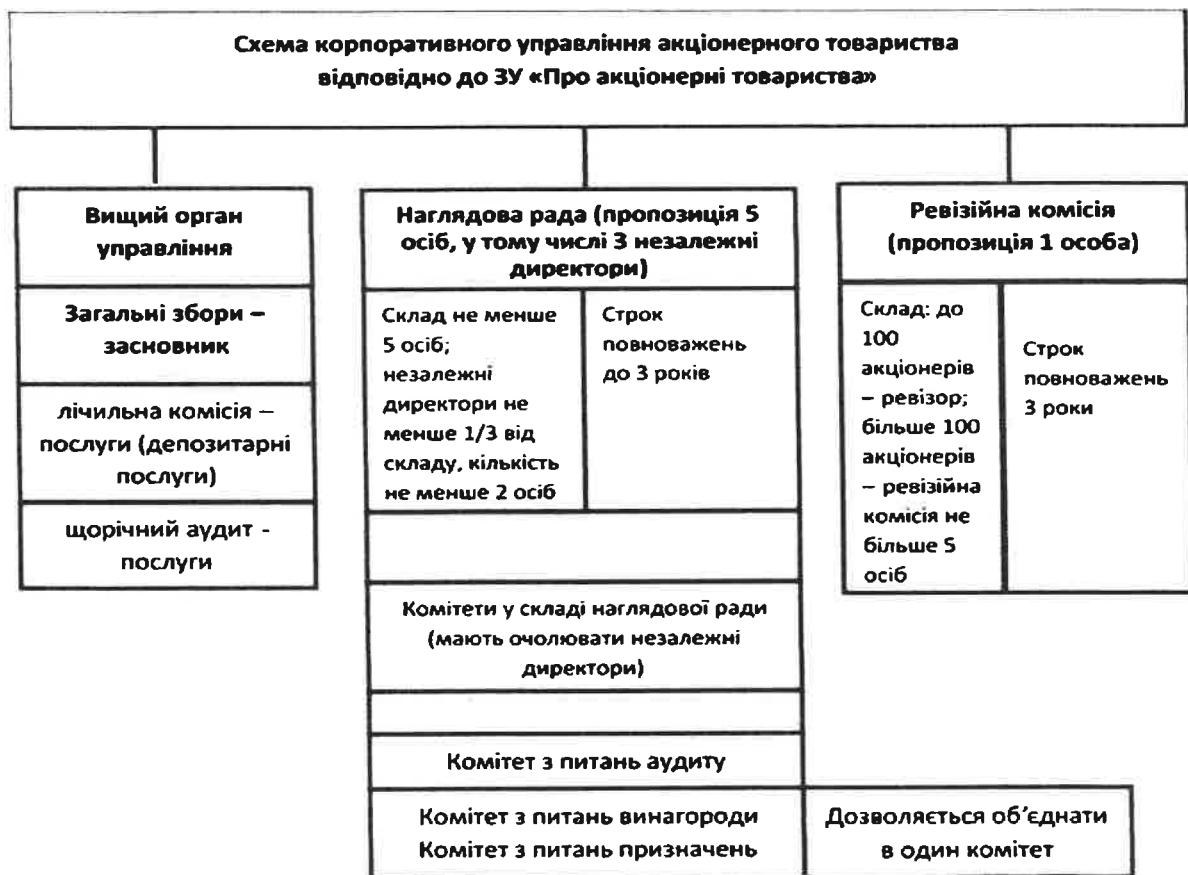 Схема корпоративного управління акціонерного товариства
відповідно до ЗУ «Про акціонерні товариства»
Вищий орган
управління
Загальні збори –
засновник
лічильна комісія –
послуги (депозитарні
послуги)
щорічний аудит -
послуги
Наглядова рада (пропозиція 5
осіб, у тому числі 3 незалежні
директори)
Склад не менше
5 осіб;
незалежні
директори не
менше 1/3 від
складу, кількість
не менше 2 осіб
Строк
повноважень
до 3 років
Комітети у складі наглядової ради
(мають очолювати незалежні
директори)
Комітет з питань аудиту
Комітет з питань винагороди
Комітет з питань призначень
Дозволяється об’єднати
в один комітет
Ревізійна комісія
(пропозиція 1 особа)
Склад: до
100
акціонерів
– ревізор;
більше 100
акціонерів
– ревізійна
комісія не
більше 5
осіб
Строк
повноважень
3 роки